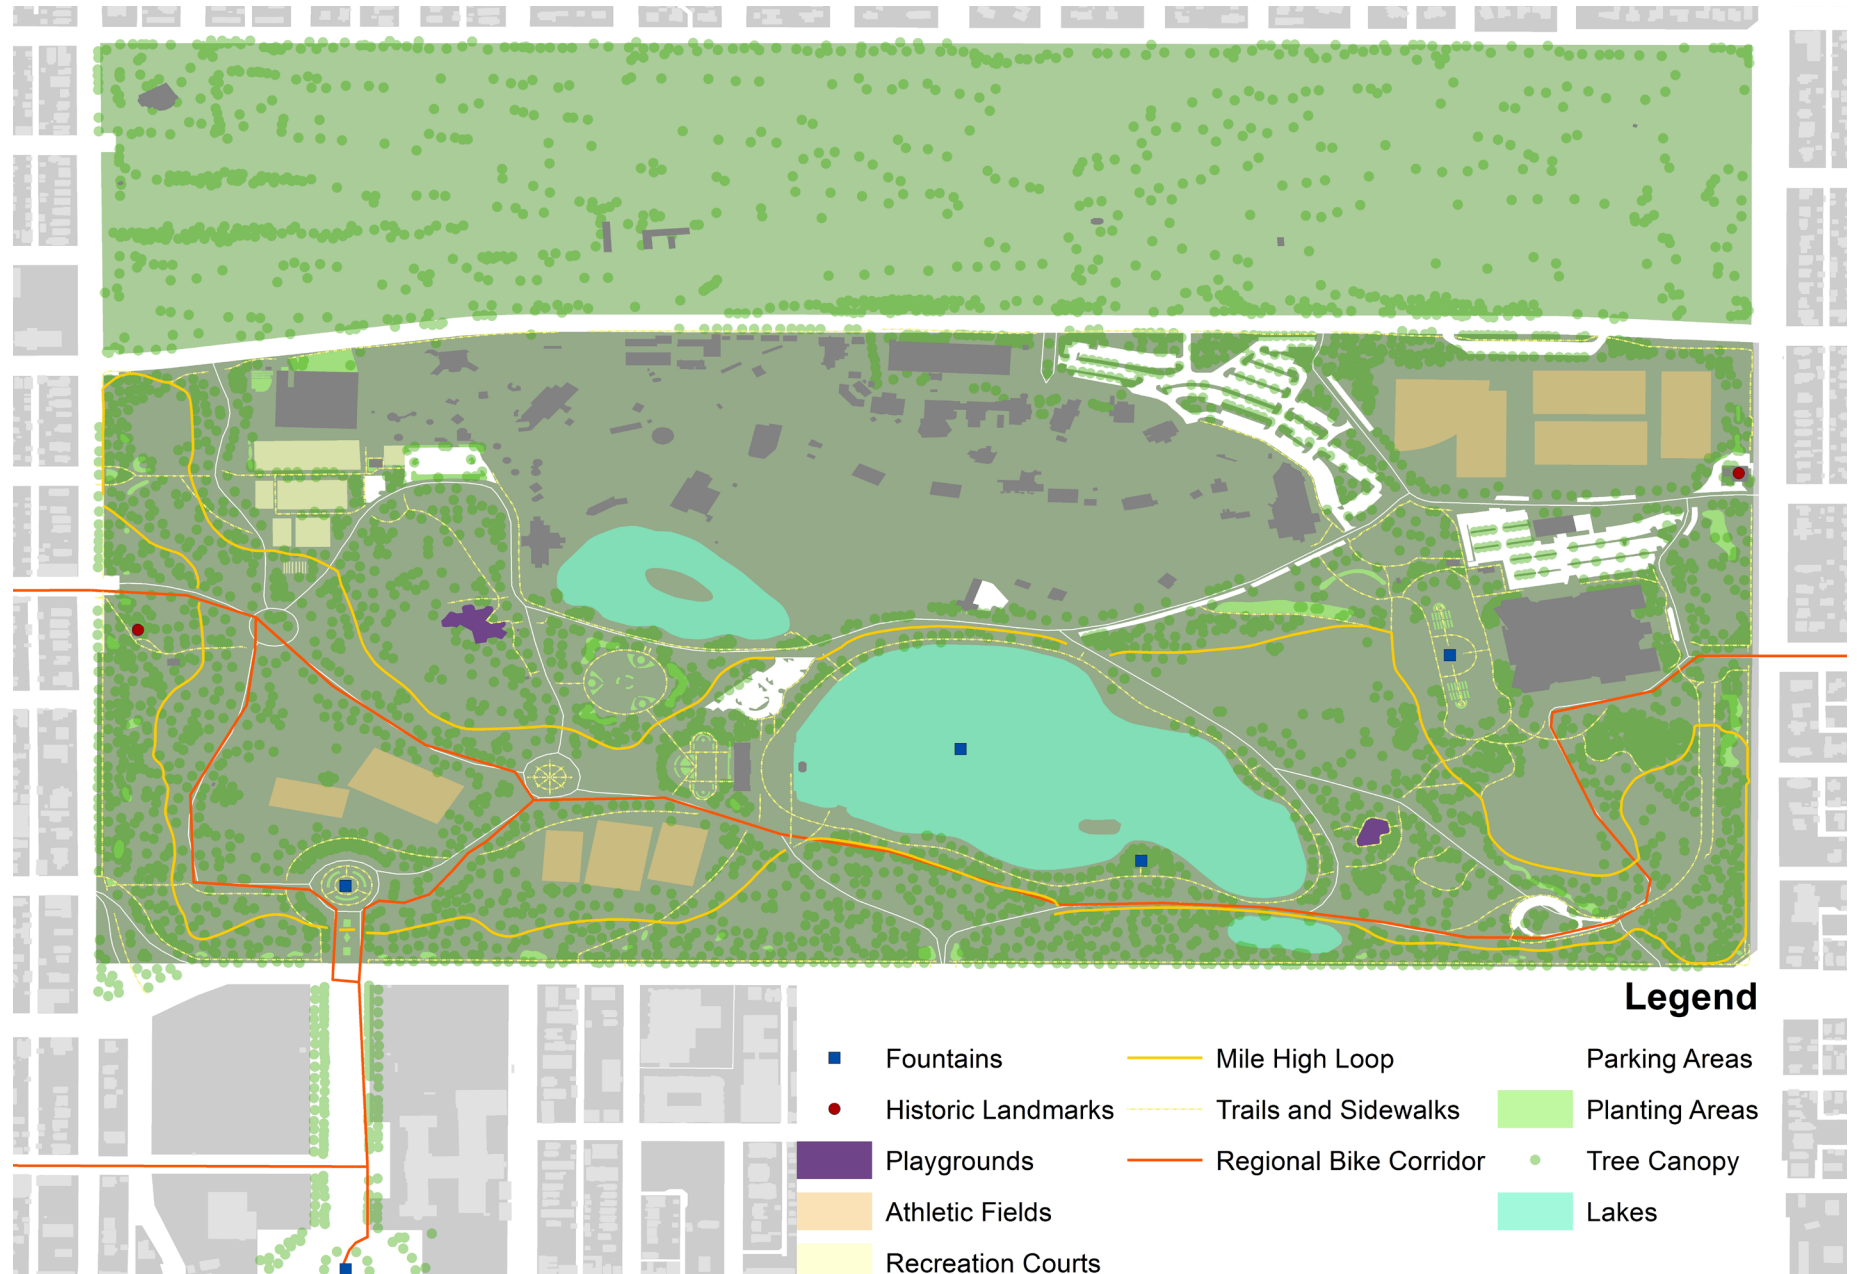 Legend
Fountains
Historic Landmarks
Playgrounds
Athletic Fields
Recreation Courts
Mile High Loop
Trails and Sidewalks
Regional Bike Corridor
Parking Areas
Planting Areas
Tree Canopy
Lakes